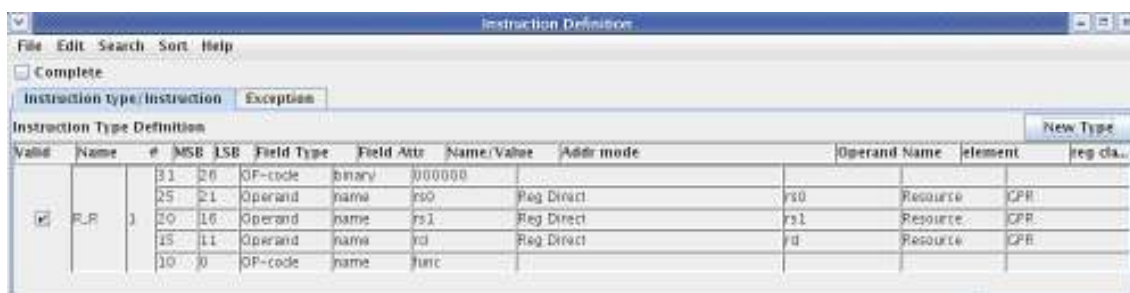 Instruction Definition
File Edit Search Sort Help
Complete
Instruction type/Instruction Exception
Instruction Type Definition New Type
Valid Name # MSB LSB Field Type Field Attr Name/Value Addr mode Operand Name element reg cla...
31 26 OP-code binary 000000
25 21 Operand name rs0 Reg Direct rs0 Resource GPR
R_R 1 20 16 Operand name rs1 Reg Direct rs1 Resource GPR
15 11 Operand name rd Reg Direct rd Resource GPR
10 0 OP-code name func